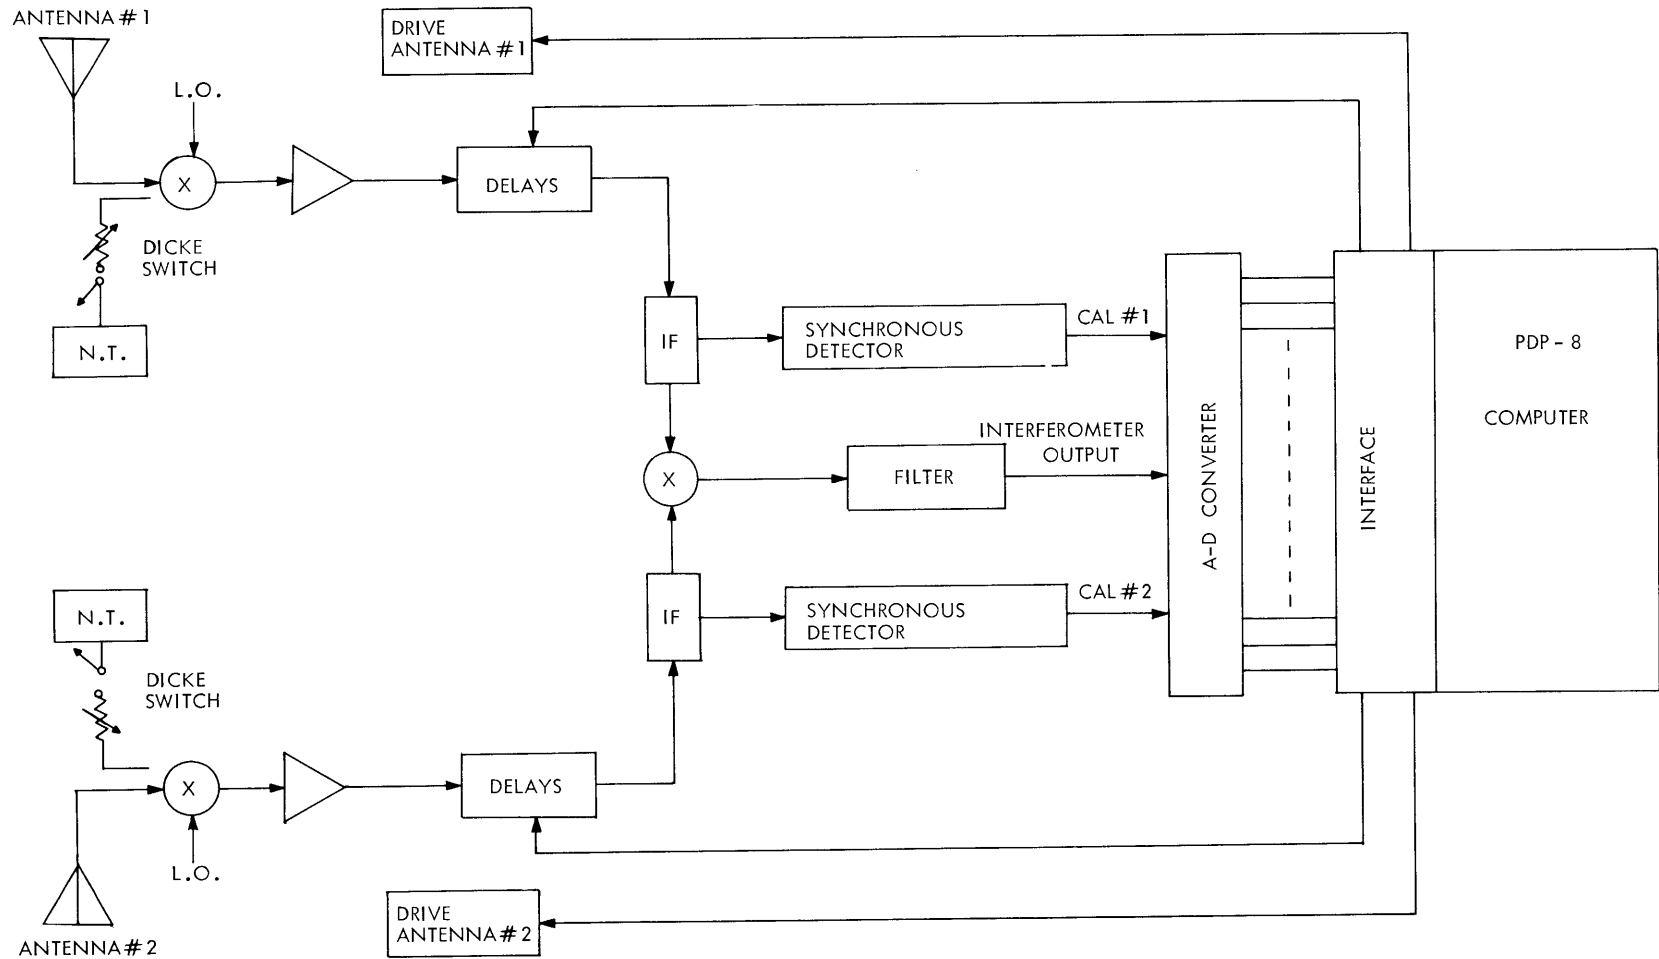 ANTENNA #1
DRIVE
ANTENNA #1
L.O.
X
DELAYS
DICKE
SWITCH
N.T.
IF
SYNCHRONOUS
DETECTOR
CAL #1
PDP - 8
COMPUTER
INTERFEROMETER
OUTPUT
X
FILTER
A-D CONVERTER
INTERFACE
N.T.
IF
SYNCHRONOUS
DETECTOR
CAL #2
DICKE
SWITCH
X
DELAYS
L.O.
DRIVE
ANTENNA #2
ANTENNA #2